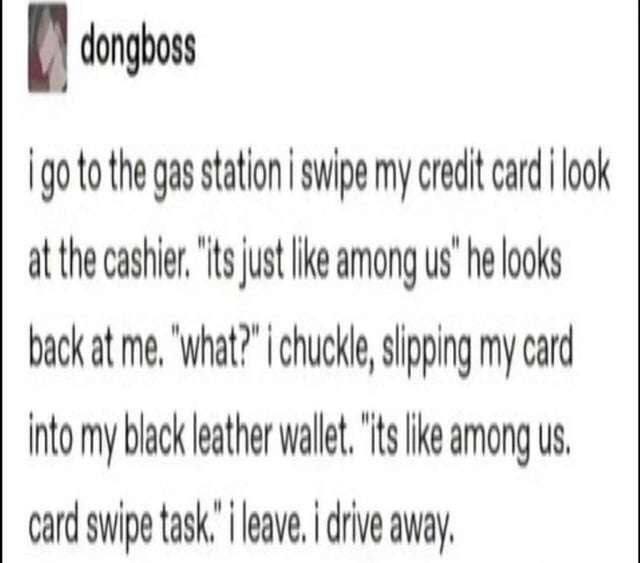 dongboss
i go to the gas station i swipe my credit card i look
at the cashier. "its just like among us" he looks
back at me. "what?" i chuckle, slipping my card
into my black leather wallet. "its like among us.
card swipe task." i leave. i drive away.